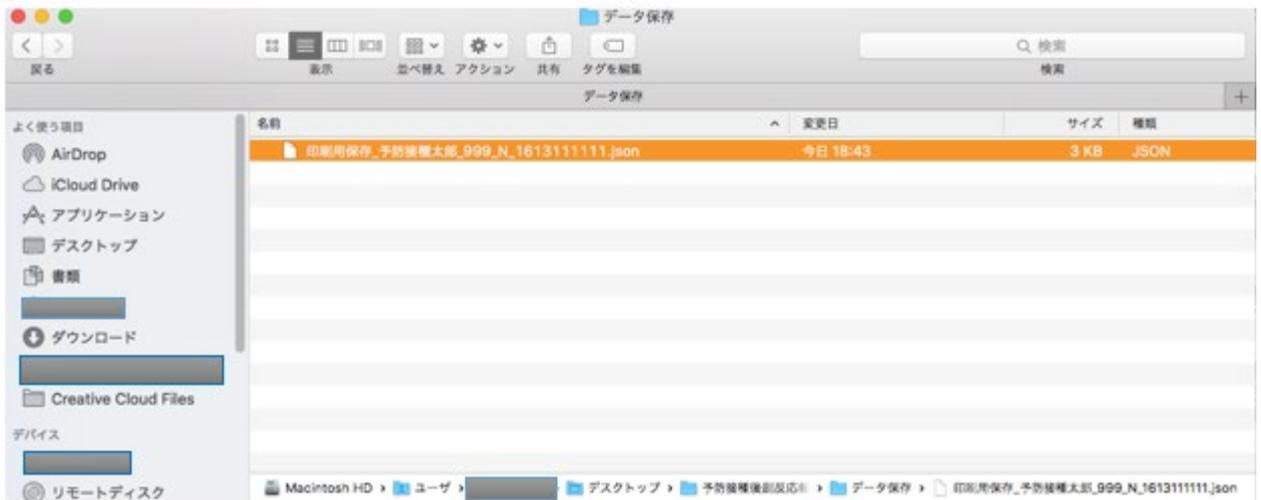 データ保存
戻る
表示 並べ替え アクション 共有 タグを編集
検索
検索
データ保存
よく使う項目
AirDrop
iCloud Drive
アプリケーション
デスクトップ
書類
ダウンロード
Creative Cloud Files
デバイス
リモートディスク
名前 変更日 サイズ 種類
印刷用保存_予防接種太郎_999_N_1613111111.json 今日 18:43 3 KB JSON
Macintosh HD ユーザ デスクトップ 予防接種後副反応 データ保存 印刷用保存_予防接種太郎_999_N_1613111111.json